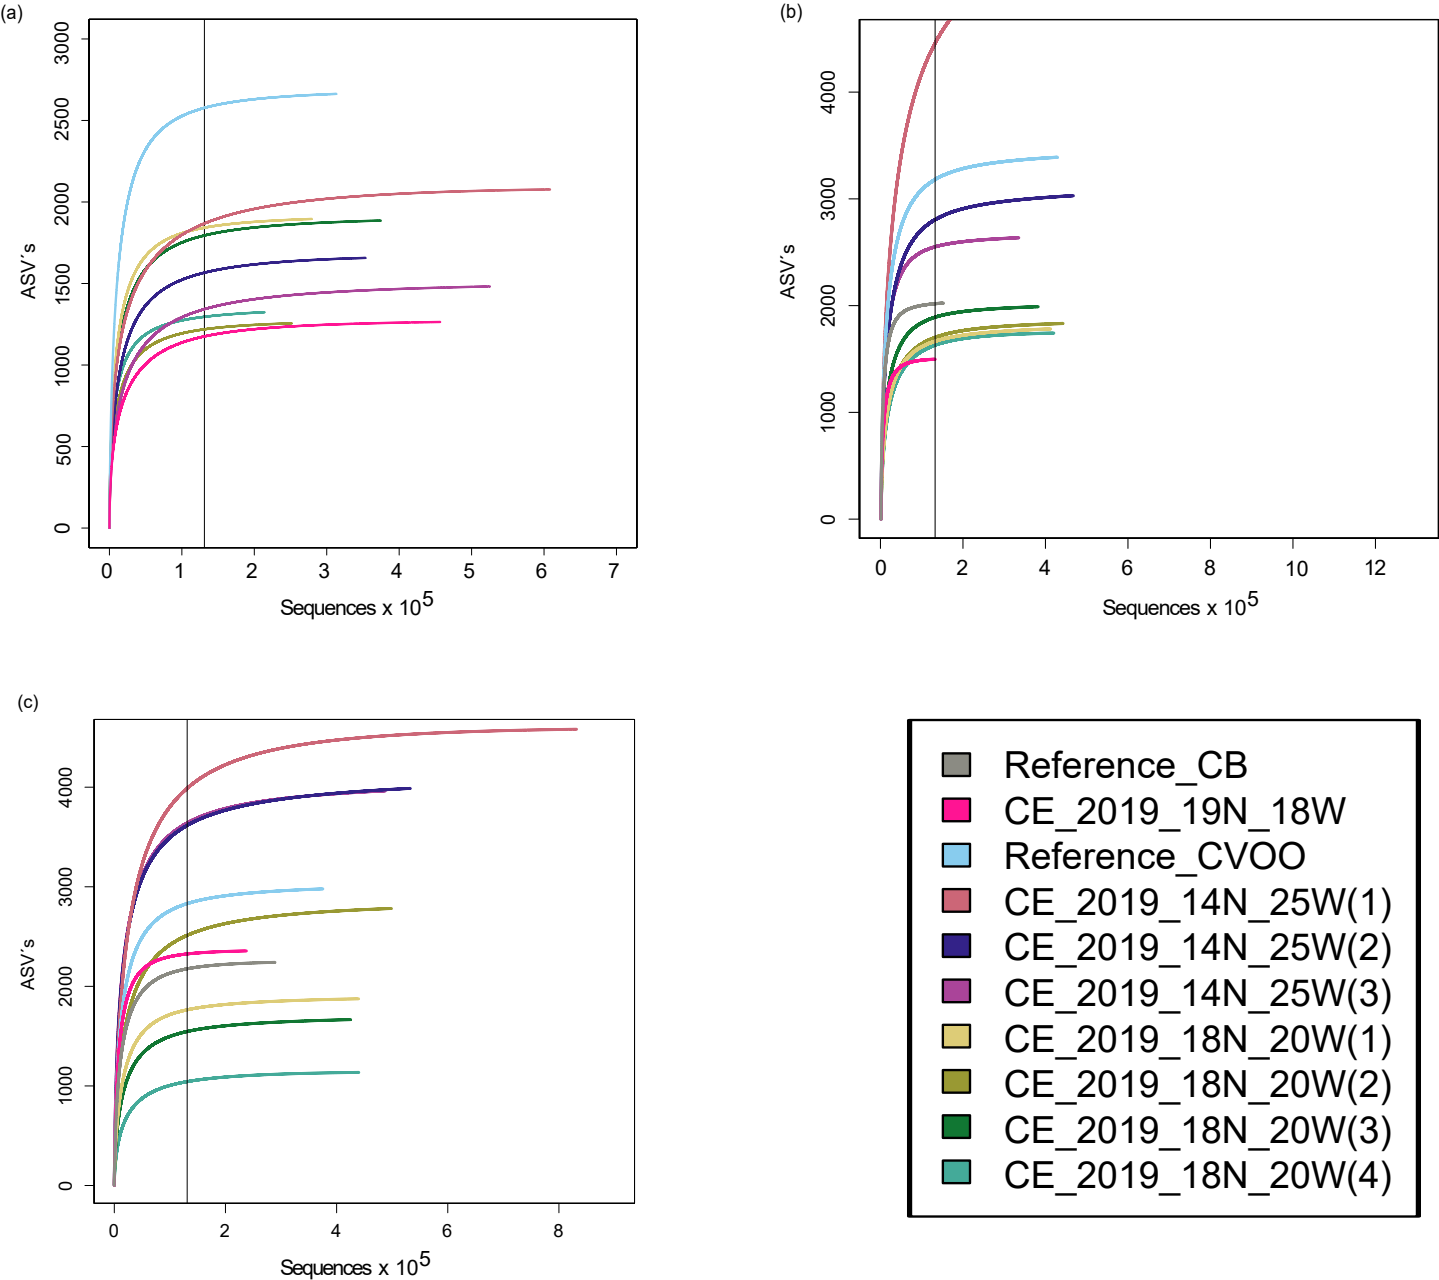 (a)
3000
2500
2000
1500
1000
500
0
ASV´s
0 1 2 3 4 5 6 7
Sequences x 10^5
(b)
4000
3000
2000
1000
0
ASV´s
0 2 4 6 8 10 12
Sequences x 10^5
(c)
4000
3000
2000
1000
0
ASV´s
0 2 4 6 8
Sequences x 10^5
Reference_CB
CE_2019_19N_18W
Reference_CVOO
CE_2019_14N_25W(1)
CE_2019_14N_25W(2)
CE_2019_14N_25W(3)
CE_2019_18N_20W(1)
CE_2019_18N_20W(2)
CE_2019_18N_20W(3)
CE_2019_18N_20W(4)